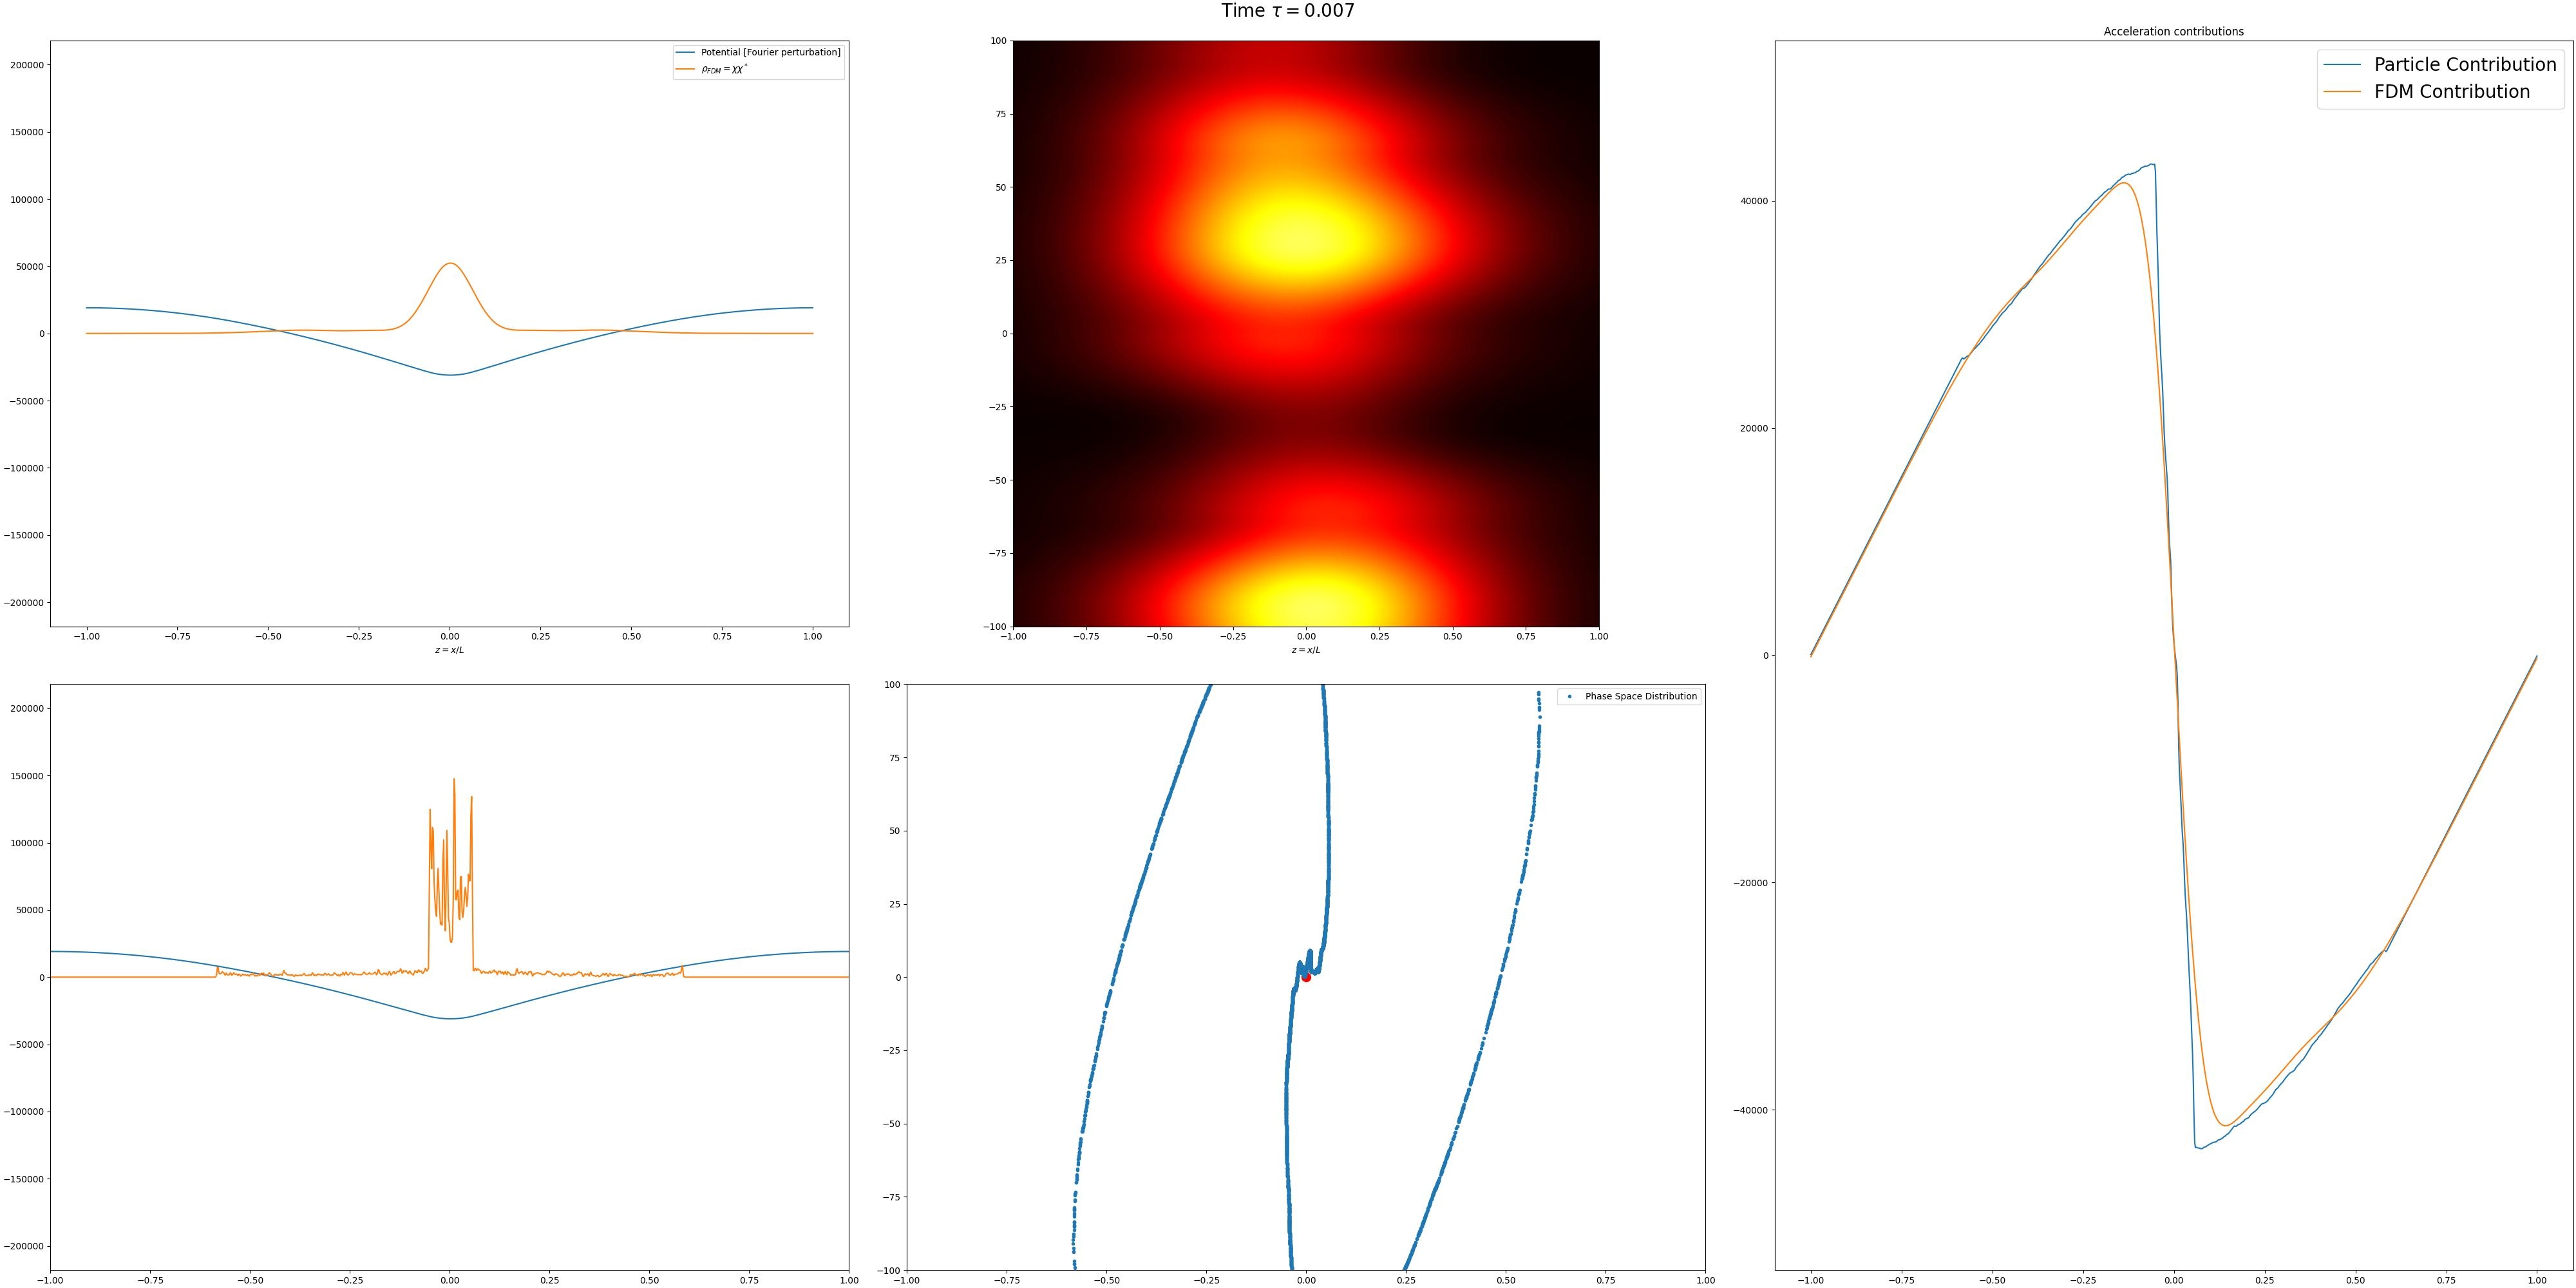 Time τ = 0.007
200000
150000
100000
50000
0
−50000
−100000
−150000
−200000
Potential [Fourier perturbation]
ρFDM = χχ*
−1.00 −0.75 −0.50 −0.25 0.00 0.25 0.50 0.75 1.00
z = x/L
100
75
50
25
0
−25
−50
−75
−100
−1.00 −0.75 −0.50 −0.25 0.00 0.25 0.50 0.75 1.00
z = x/L
Acceleration contributions
Particle Contribution
FDM Contribution
40000
20000
0
−20000
−40000
−1.00 −0.75 −0.50 −0.25 0.00 0.25 0.50 0.75 1.00
200000
150000
100000
50000
0
−50000
−100000
−150000
−200000
−1.00 −0.75 −0.50 −0.25 0.00 0.25 0.50 0.75 1.00
Phase Space Distribution
100
75
50
25
0
−25
−50
−75
−100
−1.00 −0.75 −0.50 −0.25 0.00 0.25 0.50 0.75 1.00